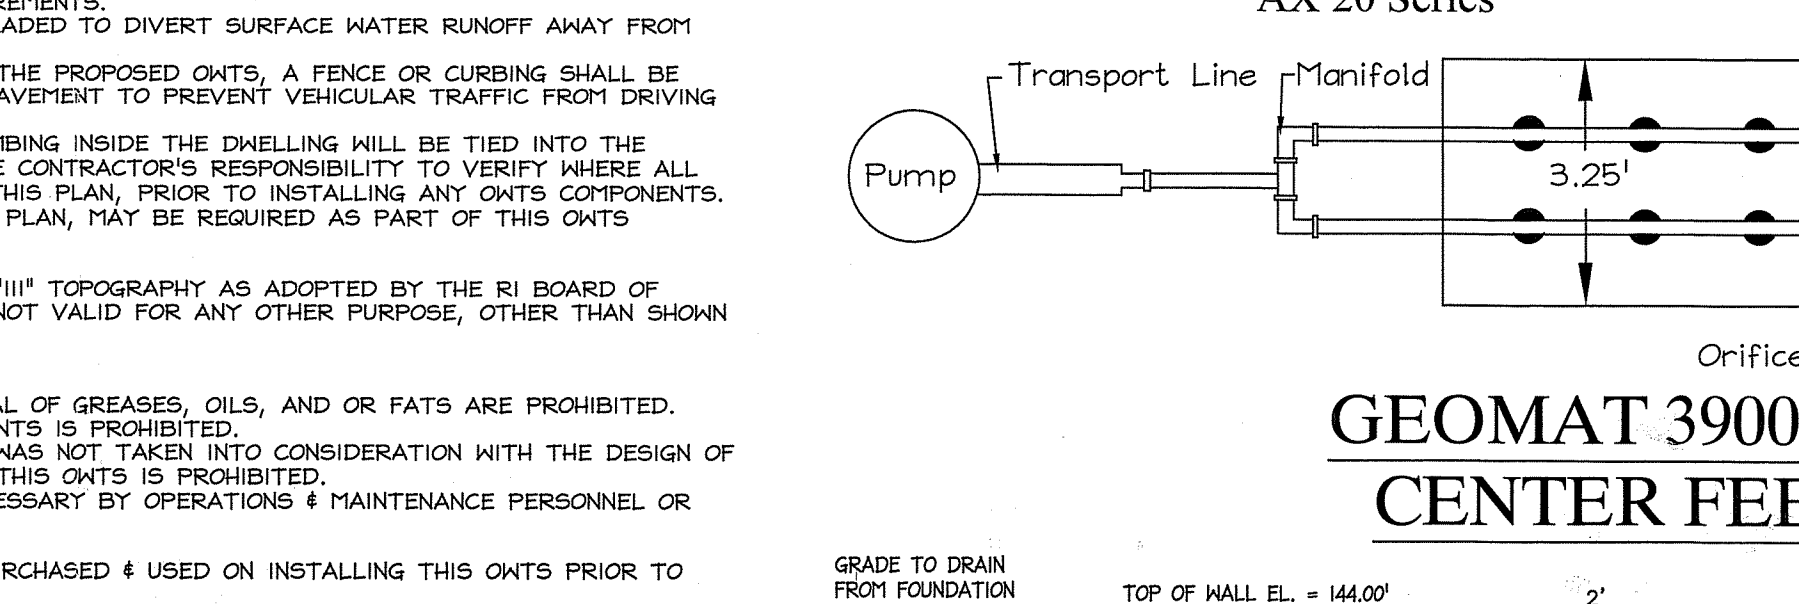 REMENTS.
ADED TO DIVERT SURFACE WATER RUNOFF AWAY FROM
THE PROPOSED OWTS, A FENCE OR CURBING SHALL BE
AVEMENT TO PREVENT VEHICULAR TRAFFIC FROM DRIVING
MBING INSIDE THE DWELLING WILL BE TIED INTO THE
E CONTRACTOR'S RESPONSIBILITY TO VERIFY WHERE ALL
THIS PLAN, PRIOR TO INSTALLING ANY OWTS COMPONENTS.
PLAN, MAY BE REQUIRED AS PART OF THIS OWTS
"III" TOPOGRAPHY AS ADOPTED BY THE RI BOARD OF
NOT VALID FOR ANY OTHER PURPOSE, OTHER THAN SHOWN
AL OF GREASES, OILS, AND OR FATS ARE PROHIBITED.
NTS IS PROHIBITED.
WAS NOT TAKEN INTO CONSIDERATION WITH THE DESIGN OF
THIS OWTS IS PROHIBITED.
ESSARY BY OPERATIONS & MAINTENANCE PERSONNEL OR
RCHASED & USED ON INSTALLING THIS OWTS PRIOR TO
AX 20 Series
Transport Line
Manifold
Pump
3.25'
Orifice
GEOMAT 3900
CENTER FEE
GRADE TO DRAIN
FROM FOUNDATION
TOP OF WALL EL. = 144.00'
2'